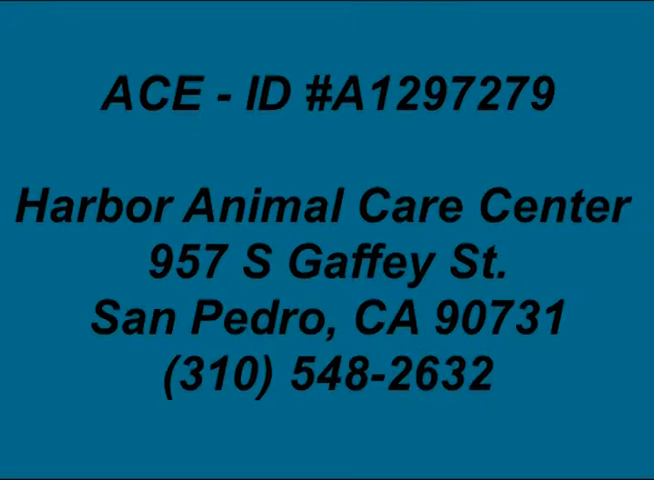 ACE - ID #A1297279
Harbor Animal Care Center
957 S Gaffey St.
San Pedro, CA 90731
(310) 548-2632